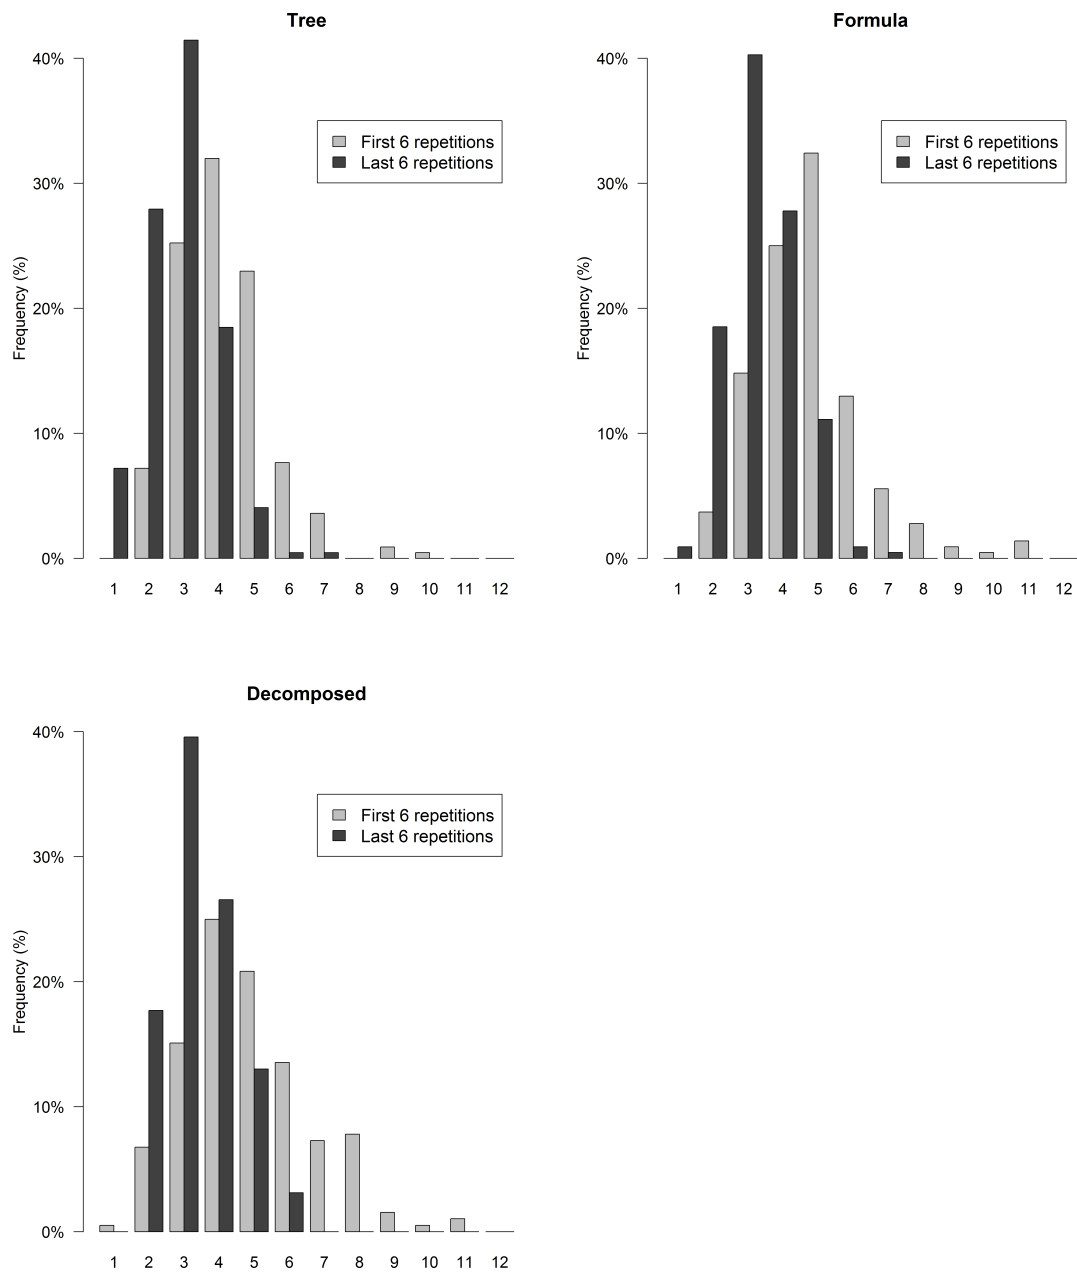 Tree
40%
30%
20%
10%
0%
Frequency (%)
First 6 repetitions
Last 6 repetitions
1 2 3 4 5 6 7 8 9 10 11 12
Formula
40%
30%
20%
10%
0%
Frequency (%)
First 6 repetitions
Last 6 repetitions
1 2 3 4 5 6 7 8 9 10 11 12
Decomposed
40%
30%
20%
10%
0%
Frequency (%)
First 6 repetitions
Last 6 repetitions
1 2 3 4 5 6 7 8 9 10 11 12